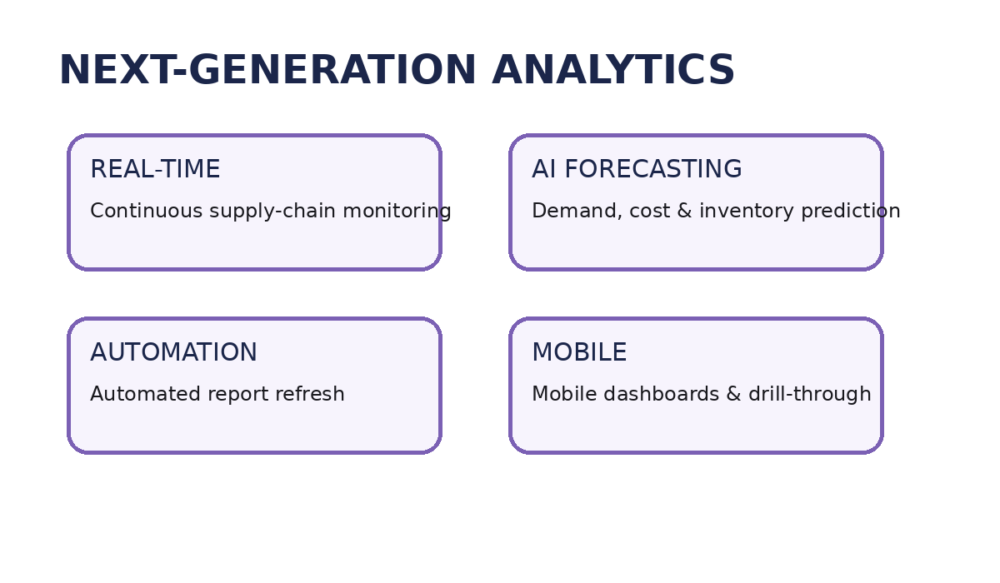 NEXT-GENERATION ANALYTICS
REAL-TIME
Continuous supply-chain monitoring
AI FORECASTING
Demand, cost & inventory prediction
AUTOMATION
Automated report refresh
MOBILE
Mobile dashboards & drill-through